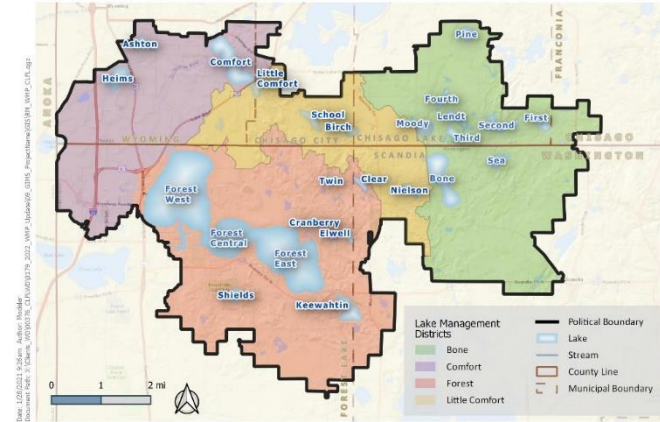 Pine
FRANCONIA
Ashton
Comfort
ANOKA
Heims
Little
Comfort
Fourth
School
Birch
Moody
Lendt
Second
First
Third
WYOMING
CHISAGO CITY
CHISAGO LAKE
CHISAGO
SCANDIA
WASHINGTON
Sea
Twin
Clear
Bone
Nielson
Forest
West
Cranberry
Elwell
Forest
Central
Forest
East
Shields
Keewahtin
FOREST LAKE
Lake Management
Districts
Bone
Comfort
Forest
Little Comfort
Political Boundary
Lake
Stream
County Line
Municipal Boundary
0 1 2 mi